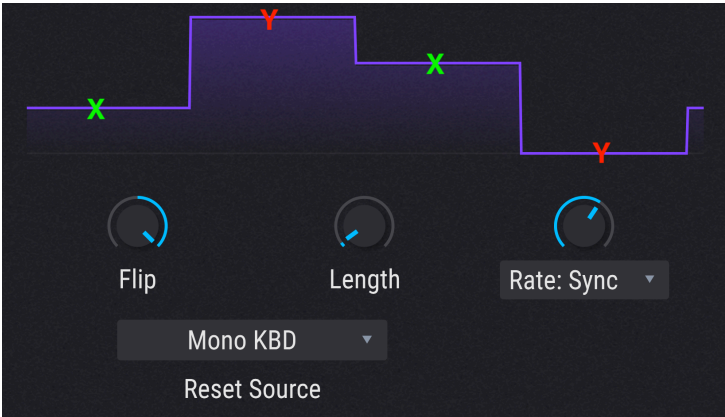 Y
X
X
Y
Flip
Length
Rate: Sync
Mono KBD
Reset Source